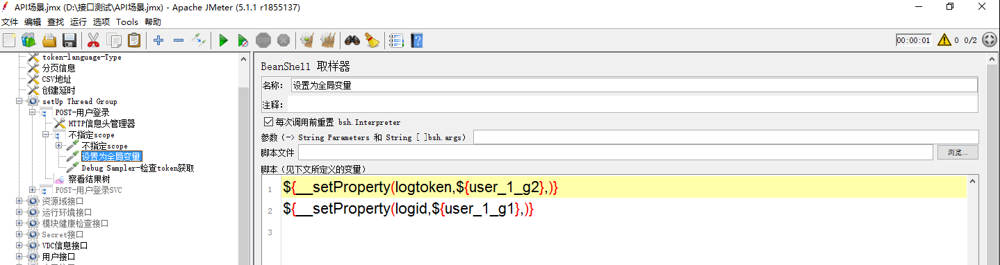 API场景.jmx (D:\接口测试\API场景.jmx) - Apache JMeter (5.1.1 r1855137)
文件 编辑 查找 运行 选项 Tools 帮助
00:00:01 0 0/2
token-language-Type
分页信息
CSV地址
创建延时
setUp Thread Group
POST-用户登录
HTTP信息头管理器
不指定scope
不指定scope
设置为全局变量
Debug Sampler-检查token获取
察看结果树
POST-用户登录SVC
资源域接口
运行环境接口
模块健康检查接口
Secret接口
VDC信息接口
用户接口
BeanShell 取样器
名称： 设置为全局变量
注释：
每次调用前重置 bsh.Interpreter
参数（-> String Parameters 和 String [ ]bsh.args）
脚本文件 浏览...
脚本（见下文所定义的变量）
1 ${__setProperty(logtoken,${user_1_g2},)}
2 ${__setProperty(logid,${user_1_g1},)}
3